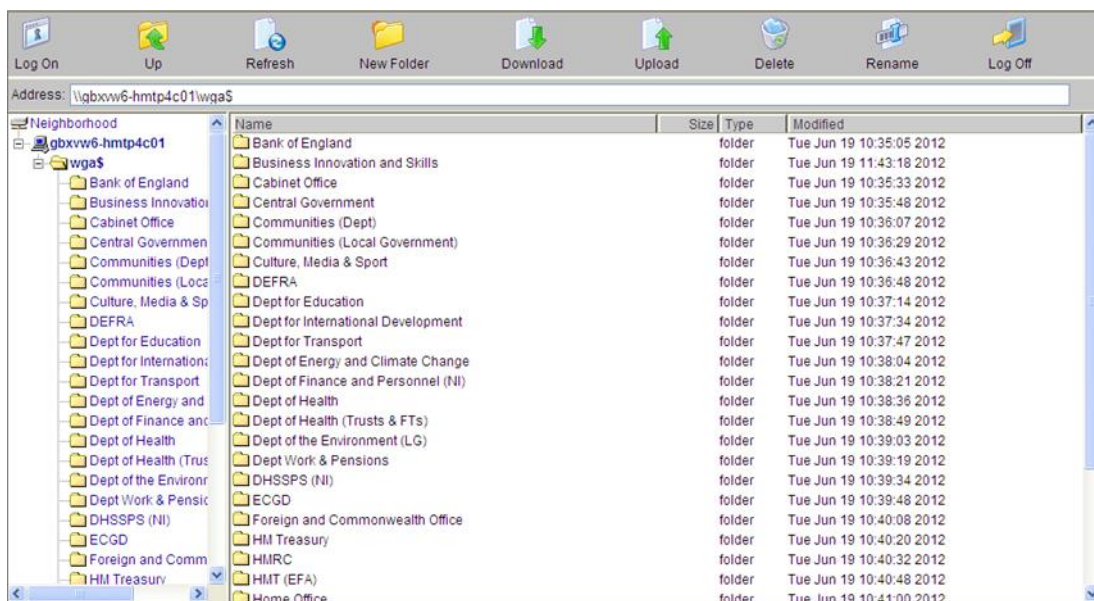 Log On Up Refresh New Folder Download Upload Delete Rename Log Off
Address: \\gbxvw6-hmtp4c01\wga$
Neighborhood
gbxvw6-hmtp4c01
wga$
Bank of England
Business Innovation
Cabinet Office
Central Governmen
Communities (Dept
Communities (Loca
Culture, Media & Sp
DEFRA
Dept for Education
Dept for Internationa
Dept for Transport
Dept of Energy and
Dept of Finance and
Dept of Health
Dept of Health (Trus
Dept of the Environr
Dept Work & Pensic
DHSSPS (NI)
ECGD
Foreign and Comm
HM Treasury
Name Size Type Modified
Bank of England folder Tue Jun 19 10:35:05 2012
Business Innovation and Skills folder Tue Jun 19 11:43:18 2012
Cabinet Office folder Tue Jun 19 10:35:33 2012
Central Government folder Tue Jun 19 10:35:48 2012
Communities (Dept) folder Tue Jun 19 10:36:07 2012
Communities (Local Government) folder Tue Jun 19 10:36:29 2012
Culture, Media & Sport folder Tue Jun 19 10:36:43 2012
DEFRA folder Tue Jun 19 10:36:48 2012
Dept for Education folder Tue Jun 19 10:37:14 2012
Dept for International Development folder Tue Jun 19 10:37:34 2012
Dept for Transport folder Tue Jun 19 10:37:47 2012
Dept of Energy and Climate Change folder Tue Jun 19 10:38:04 2012
Dept of Finance and Personnel (NI) folder Tue Jun 19 10:38:21 2012
Dept of Health folder Tue Jun 19 10:38:36 2012
Dept of Health (Trusts & FTs) folder Tue Jun 19 10:38:49 2012
Dept of the Environment (LG) folder Tue Jun 19 10:39:03 2012
Dept Work & Pensions folder Tue Jun 19 10:39:19 2012
DHSSPS (NI) folder Tue Jun 19 10:39:34 2012
ECGD folder Tue Jun 19 10:39:48 2012
Foreign and Commonwealth Office folder Tue Jun 19 10:40:08 2012
HM Treasury folder Tue Jun 19 10:40:20 2012
HMRC folder Tue Jun 19 10:40:32 2012
HMT (EFA) folder Tue Jun 19 10:40:48 2012
Home Office folder Tue Jun 19 10:41:00 2012